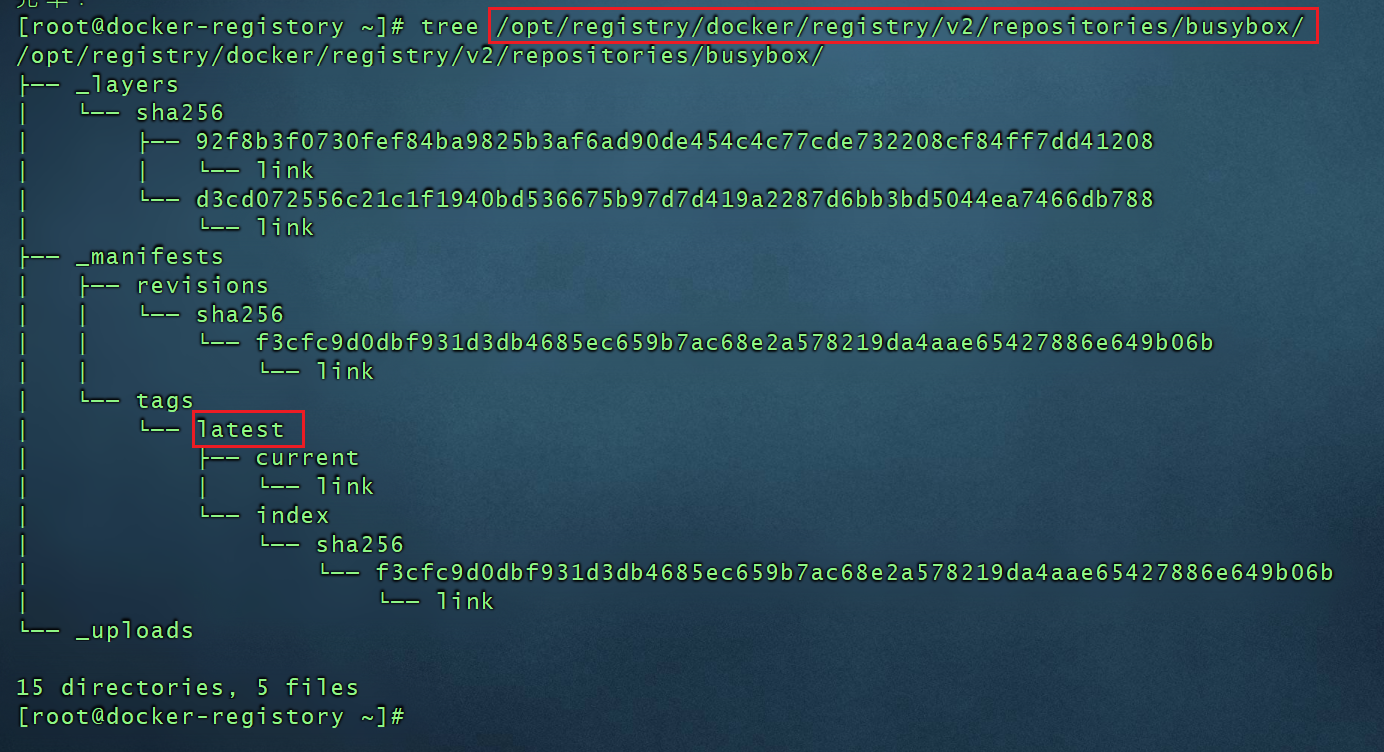 [root@docker-registory ~]# tree /opt/registry/docker/registry/v2/repositories/busybox/
/opt/registry/docker/registry/v2/repositories/busybox/
├── _layers
│   └── sha256
│       ├── 92f8b3f0730fef84ba9825b3af6ad90de454c4c77cde732208cf84ff7dd41208
│       │   └── link
│       └── d3cd072556c21c1f1940bd536675b97d7d419a2287d6bb3bd5044ea7466db788
│           └── link
├── _manifests
│   ├── revisions
│   │   └── sha256
│   │       └── f3cfc9d0dbf931d3db4685ec659b7ac68e2a578219da4aae65427886e649b06b
│   │           └── link
│   └── tags
│       └── latest
│           ├── current
│           │   └── link
│           └── index
│               └── sha256
│                   └── f3cfc9d0dbf931d3db4685ec659b7ac68e2a578219da4aae65427886e649b06b
│                       └── link
└── _uploads
15 directories, 5 files
[root@docker-registory ~]#